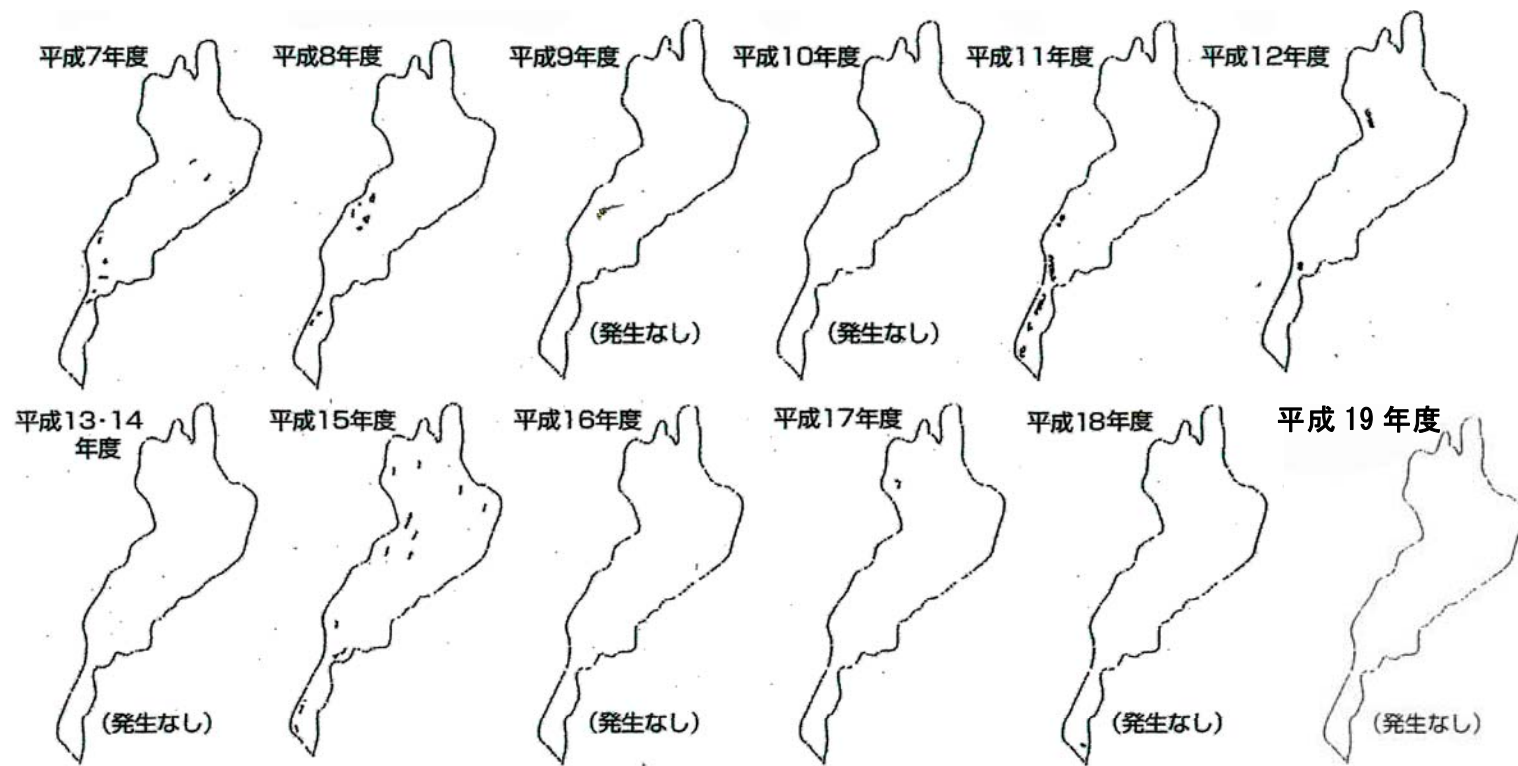 平成7年度
平成8年度
平成9年度
平成10年度
平成11年度
平成12年度
(発生なし)
(発生なし)
平成13・14
年度
平成15年度
平成16年度
平成17年度
平成18年度
平成 19 年度
(発生なし)
(発生なし)
(発生なし)
(発生なし)